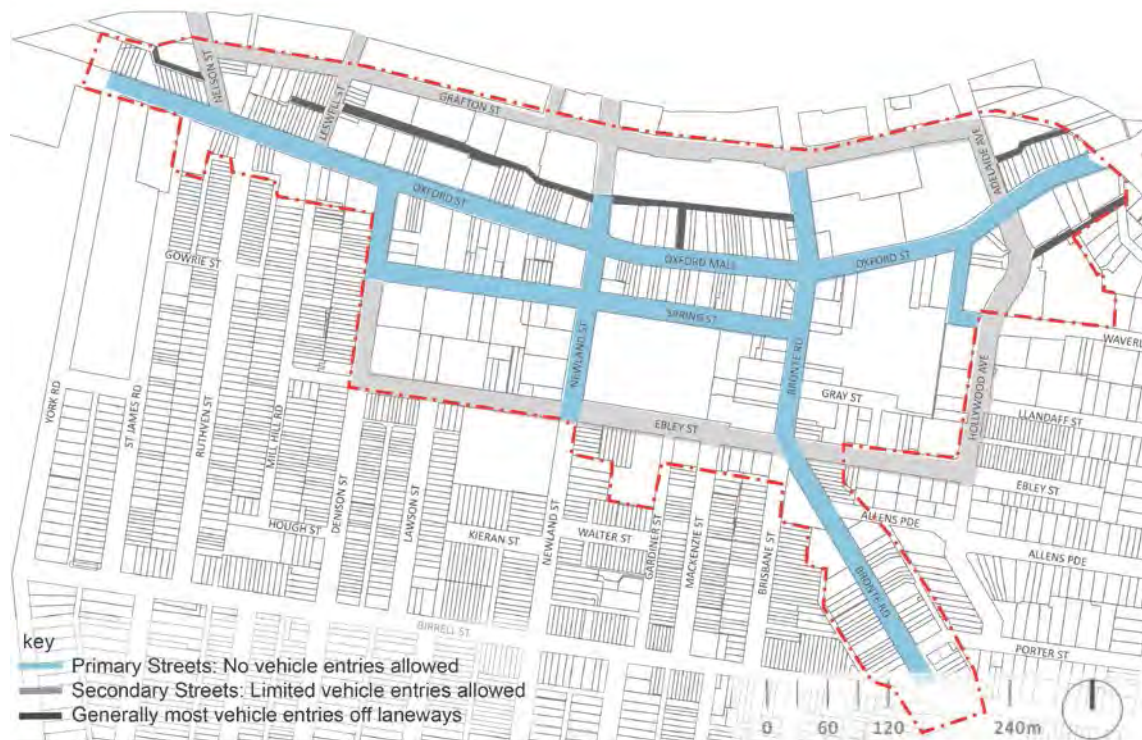 NELSON ST
LESWELL ST
GRAFTON ST
ADELAIDE AVE
OXFORD ST
OXFORD MALL
OXFORD ST
GOWRIE ST
SPRING ST
NEWLAND ST
BRONTE RD
WAVERL
GRAY ST
HOLLYWOOD AVE
LLANDAFF ST
YORK RD
ST JAMES RD
RUTHVEN ST
MILL HILL RD
EBLEY ST
EBLEY ST
DENISON ST
LAWSON ST
HOUGH ST
KIERAN ST
NEWLAND ST
WALTER ST
GARDINER ST
MACKENZIE ST
BRISBANE ST
ALLENS PDE
ALLENS PDE
BRONTE RD
BIRRELL ST
PORTER ST
key
Primary Streets: No vehicle entries allowed
Secondary Streets: Limited vehicle entries allowed
Generally most vehicle entries off laneways
0 60 120 240m